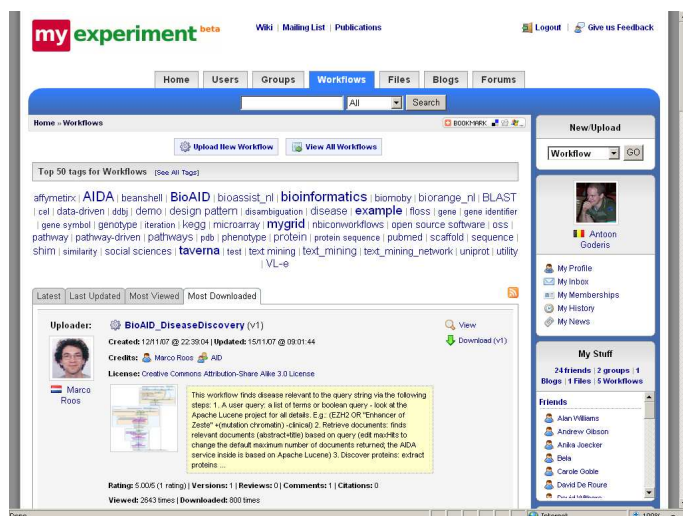 my experiment beta
Wiki | Mailing List | Publications
Logout | Give us Feedback
Home Users Groups Workflows Files Blogs Forums
All Search
Home » Workflows
BOOKMARK
Upload New Workflow View All Workflows
Top 50 tags for Workflows [See All Tags]
affymetrix | AIDA | beanshell | BioAID | bioassist_nl | bioinformatics | biomoby | biorange_nl | BLAST
| cel | data-driven | ddbj | demo | design pattern | disambiguation | disease | example | floss | gene | gene identifier
| gene symbol | genotype | iteration | kegg | microarray | mygrid | nbiconworkflows | open source software | oss |
pathway | pathway-driven | pathways | pdb | phenotype | protein | protein sequence | pubmed | scaffold | sequence |
shim | similarity | social sciences | taverna | test | text mining | text_mining | text_mining_network | uniprot | utility
| VL-e
Latest Last Updated Most Viewed Most Downloaded
Uploader:
Marco
Roos
BioAID_DiseaseDiscovery (v1)
View
Created: 12/11/07 @ 22:39:04 | Updated: 15/11/07 @ 09:01:44
Download (v1)
Credits: Marco Roos AID
License: Creative Commons Attribution-Share Alike 3.0 License
This workflow finds disease relevant to the query string via the following
steps: 1. A user query: a list of terms or boolean query - look at the
Apache Lucene project for all details. E.g.: (EZH2 OR "Enhancer of
Zeste" +(mutation chromatin) -clinical) 2. Retrieve documents: finds
relevant documents (abstract+title) based on query (edit maxHits to
change the default maximum number of documents returned; the AIDA
service inside is based on Apache Lucene) 3. Discover proteins: extract
proteins ...
Rating: 5.00/5 (1 rating) | Versions: 1 | Reviews: 0 | Comments: 1 | Citations: 0
Viewed: 2643 times | Downloaded: 800 times
New/Upload
Workflow GO
Antoon
Goderis
My Profile
My Inbox
My Memberships
My History
My News
My Stuff
24 friends | 2 groups | 1
Blogs | 1 Files | 5 Workflows
Friends
Alan Williams
Andrew Gibson
Anika Joecker
Bela
Carole Goble
David De Roure